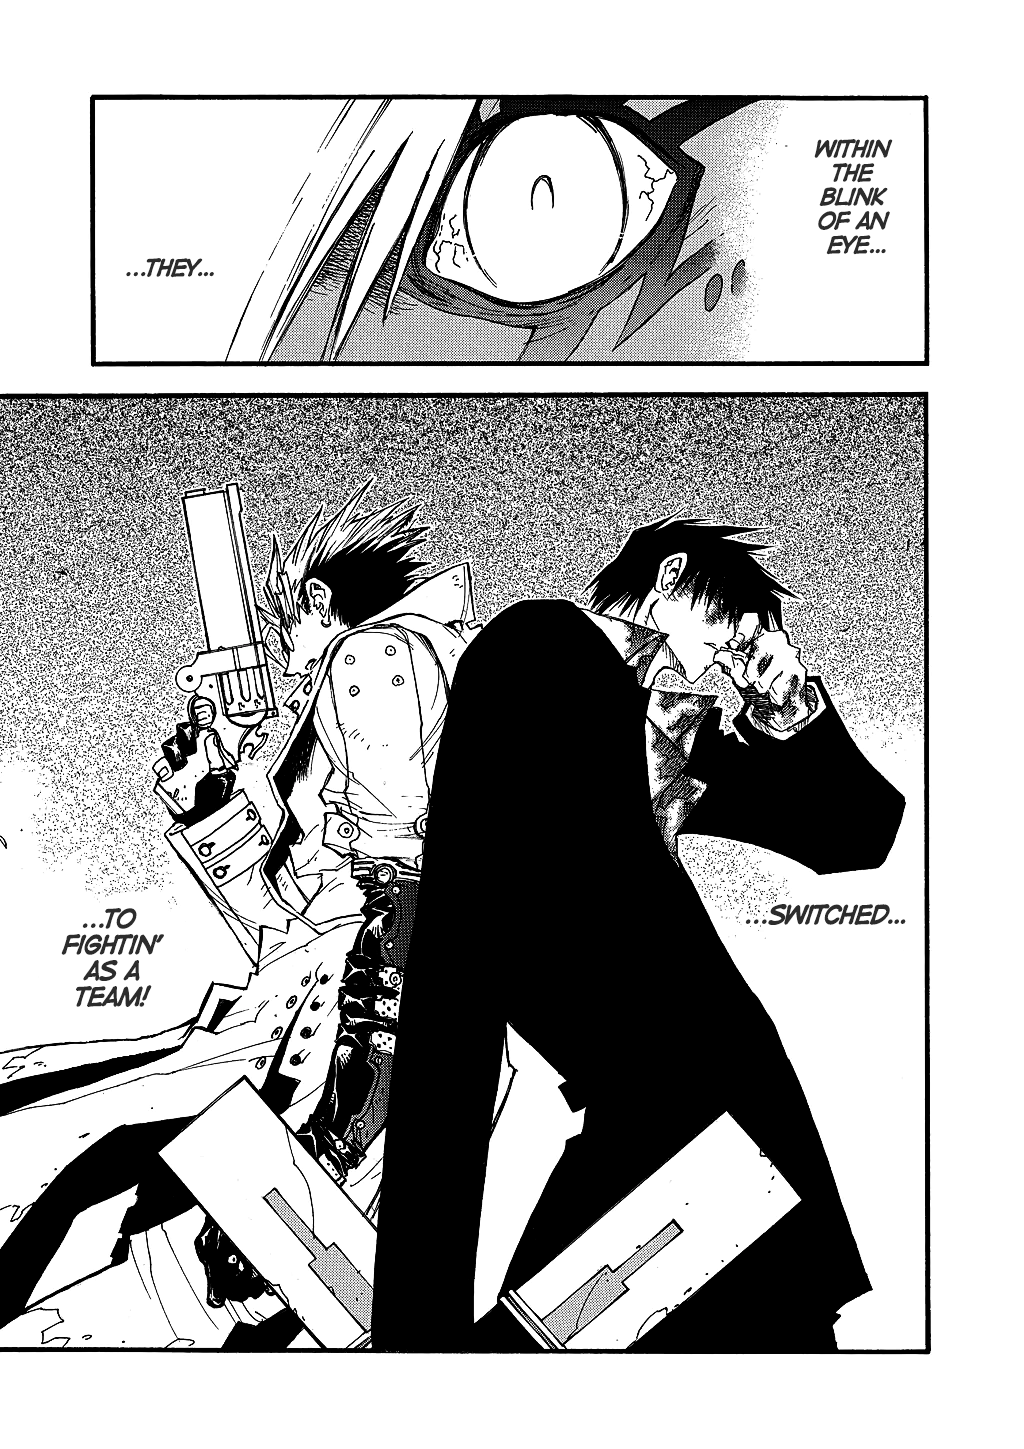 WITHIN
THE
BLINK
OF AN
EYE...
...THEY...
...SWITCHED...
...TO
FIGHTIN'
AS A
TEAM!